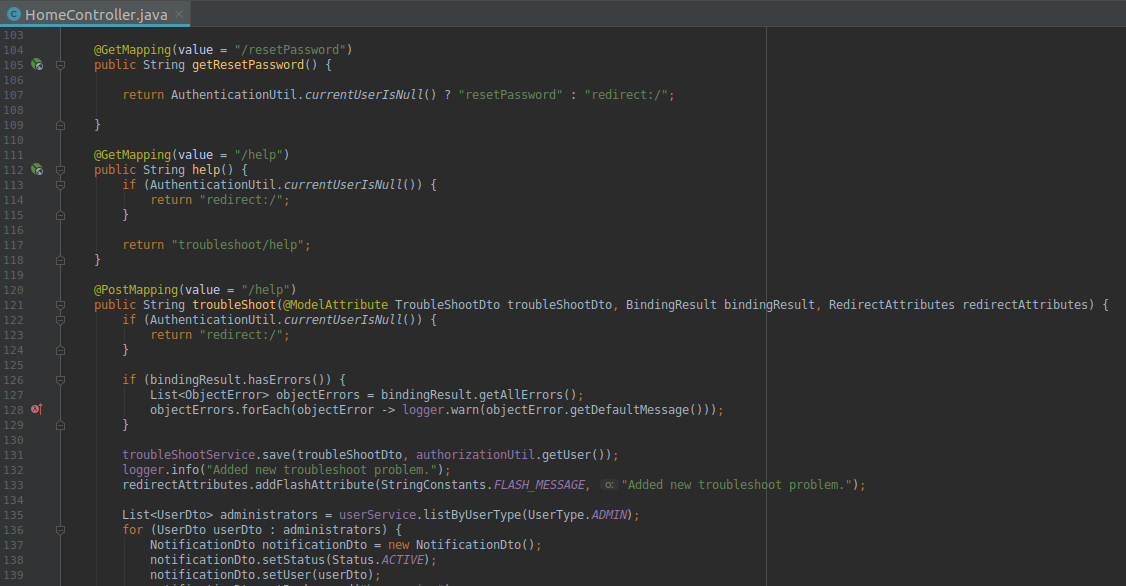 HomeController.java
103
104 @GetMapping(value = "/resetPassword")
105 public String getResetPassword() {
106
107 return AuthenticationUtil.currentUserIsNull() ? "resetPassword" : "redirect:/";
108
109 }
110
111 @GetMapping(value = "/help")
112 public String help() {
113 if (AuthenticationUtil.currentUserIsNull()) {
114 return "redirect:/";
115 }
116
117 return "troubleshoot/help";
118 }
119
120 @PostMapping(value = "/help")
121 public String troubleShoot(@ModelAttribute TroubleShootDto troubleShootDto, BindingResult bindingResult, RedirectAttributes redirectAttributes) {
122 if (AuthenticationUtil.currentUserIsNull()) {
123 return "redirect:/";
124 }
125
126 if (bindingResult.hasErrors()) {
127 List<ObjectError> objectErrors = bindingResult.getAllErrors();
128 objectErrors.forEach(objectError -> logger.warn(objectError.getDefaultMessage()));
129 }
130
131 troubleShootService.save(troubleShootDto, authorizationUtil.getUser());
132 logger.info("Added new troubleshoot problem.");
133 redirectAttributes.addFlashAttribute(StringConstants.FLASH_MESSAGE, o: "Added new troubleshoot problem.");
134
135 List<UserDto> administrators = userService.listByUserType(UserType.ADMIN);
136 for (UserDto userDto : administrators) {
137 NotificationDto notificationDto = new NotificationDto();
138 notificationDto.setStatus(Status.ACTIVE);
139 notificationDto.setUser(userDto);